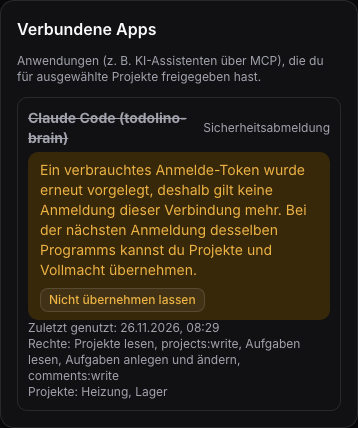 Verbundene Apps
Anwendungen (z. B. KI-Assistenten über MCP), die du
für ausgewählte Projekte freigegeben hast.
Claude Code (todolino-
brain)
Sicherheitsabmeldung
Ein verbrauchtes Anmelde-Token wurde
erneut vorgelegt, deshalb gilt keine
Anmeldung dieser Verbindung mehr. Bei
der nächsten Anmeldung desselben
Programms kannst du Projekte und
Vollmacht übernehmen.
Nicht übernehmen lassen
Zuletzt genutzt: 26.11.2026, 08:29
Rechte: Projekte lesen, projects:write, Aufgaben
lesen, Aufgaben anlegen und ändern,
comments:write
Projekte: Heizung, Lager